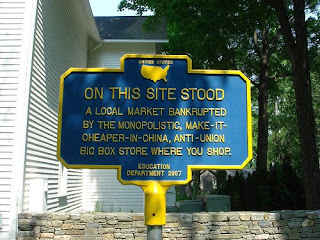 UNITED STATES
ON THIS SITE STOOD
A LOCAL MARKET BANKRUPTED
BY THE MONOPOLISTIC, MAKE-IT-
CHEAPER-IN-CHINA, ANTI-UNION
BIG BOX STORE WHERE YOU SHOP.
EDUCATION
DEPARTMENT 2007